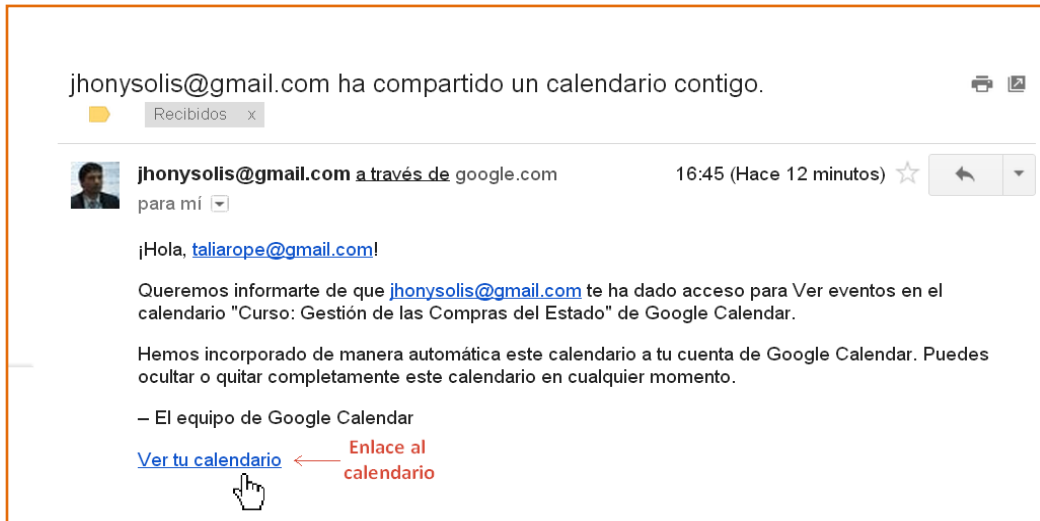 jhonysolis@gmail.com ha compartido un calendario contigo.
Recibidos x
jhonysolis@gmail.com a través de google.com 16:45 (Hace 12 minutos)
para mí
¡Hola, taliarope@gmail.com!
Queremos informarte de que jhonysolis@gmail.com te ha dado acceso para Ver eventos en el
calendario "Curso: Gestión de las Compras del Estado" de Google Calendar.
Hemos incorporado de manera automática este calendario a tu cuenta de Google Calendar. Puedes
ocultar o quitar completamente este calendario en cualquier momento.
– El equipo de Google Calendar
Ver tu calendario
Enlace al
calendario